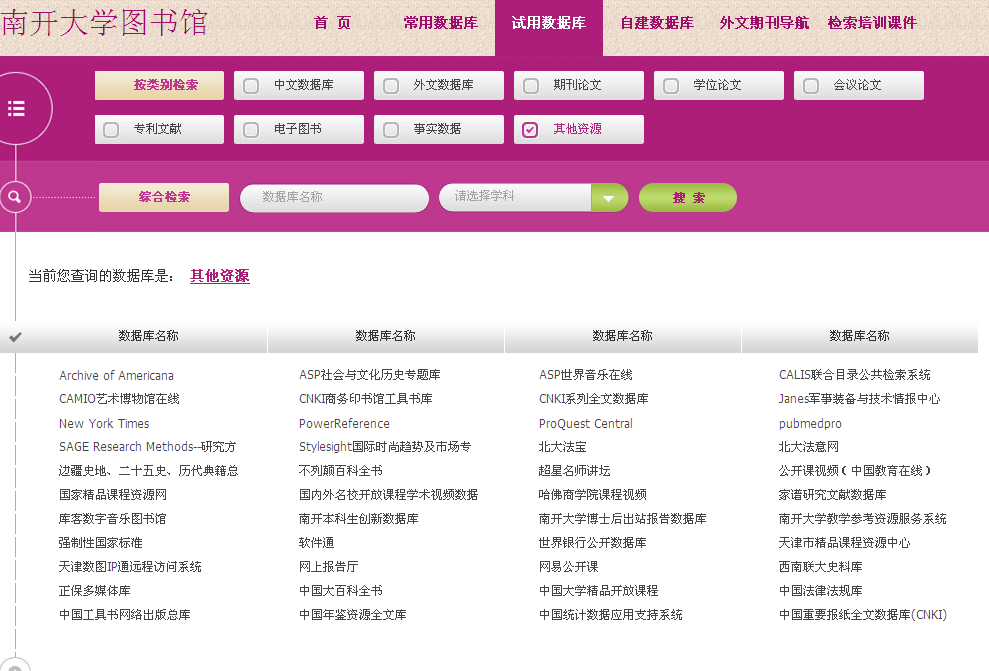 南开大学图书馆 首 页 常用数据库 试用数据库 自建数据库 外文期刊导航 检索培训课件
按类别检索 中文数据库 外文数据库 期刊论文 学位论文 会议论文
专利文献 电子图书 事实数据 其他资源
综合检索 数据库名称 请选择学科 搜 索
当前您查询的数据库是： 其他资源
数据库名称 数据库名称 数据库名称 数据库名称
Archive of Americana ASP社会与文化历史专题库 ASP世界音乐在线 CALIS联合目录公共检索系统
CAMIO艺术博物馆在线 CNKI商务印书馆工具书库 CNKI系列全文数据库 Janes军事装备与技术情报中心
New York Times PowerReference ProQuest Central pubmedpro
SAGE Research Methods--研究方 Stylesight国际时尚趋势及市场专 北大法宝 北大法意网
边疆史地、二十五史、历代典籍总 不列颠百科全书 超星名师讲坛 公开课视频（中国教育在线）
国家精品课程资源网 国内外名校开放课程学术视频数据 哈佛商学院课程视频 家谱研究文献数据库
库客数字音乐图书馆 南开本科生创新数据库 南开大学博士后出站报告数据库 南开大学教学参考资源服务系统
强制性国家标准 软件通 世界银行公开数据库 天津市精品课程资源中心
天津数图IP通远程访问系统 网上报告厅 网易公开课 西南联大史料库
正保多媒体库 中国大百科全书 中国大学精品开放课程 中国法律法规库
中国工具书网络出版总库 中国年鉴资源全文库 中国统计数据应用支持系统 中国重要报纸全文数据库(CNKI)